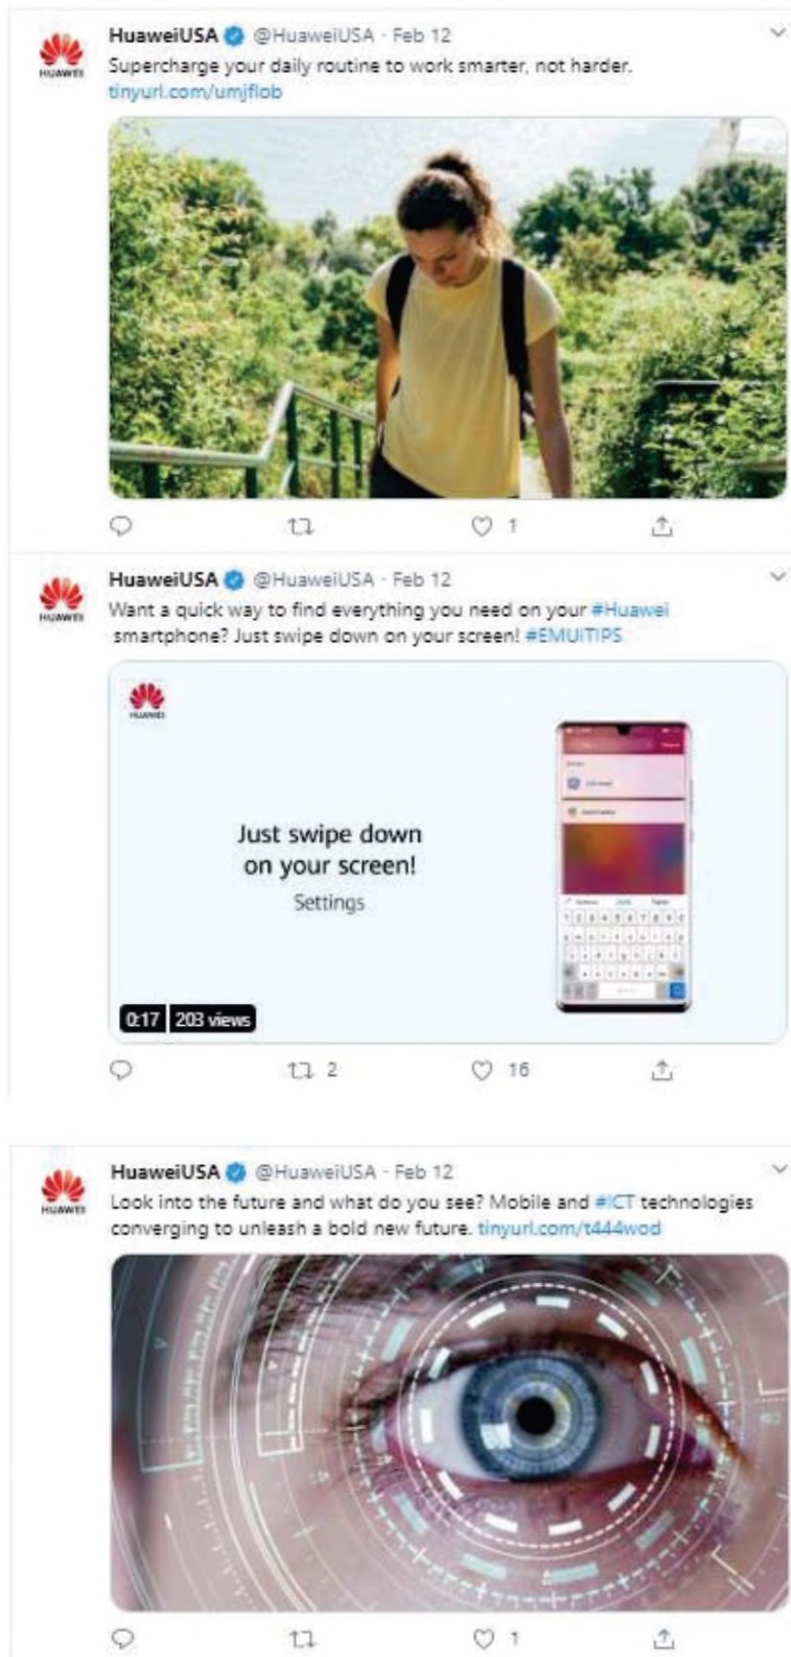 HuaweiUSA @HuaweiUSA · Feb 12
HUAWEI
Supercharge your daily routine to work smarter, not harder.
tinyurl.com/umjflob
1
HuaweiUSA @HuaweiUSA · Feb 12
HUAWEI
Want a quick way to find everything you need on your #Huawei
smartphone? Just swipe down on your screen! #EMUITIPS
HUAWEI
Just swipe down
on your screen!
Settings
0:17 203 views
2 16
HuaweiUSA @HuaweiUSA · Feb 12
HUAWEI
Look into the future and what do you see? Mobile and #ICT technologies
converging to unleash a bold new future. tinyurl.com/t444wod
1